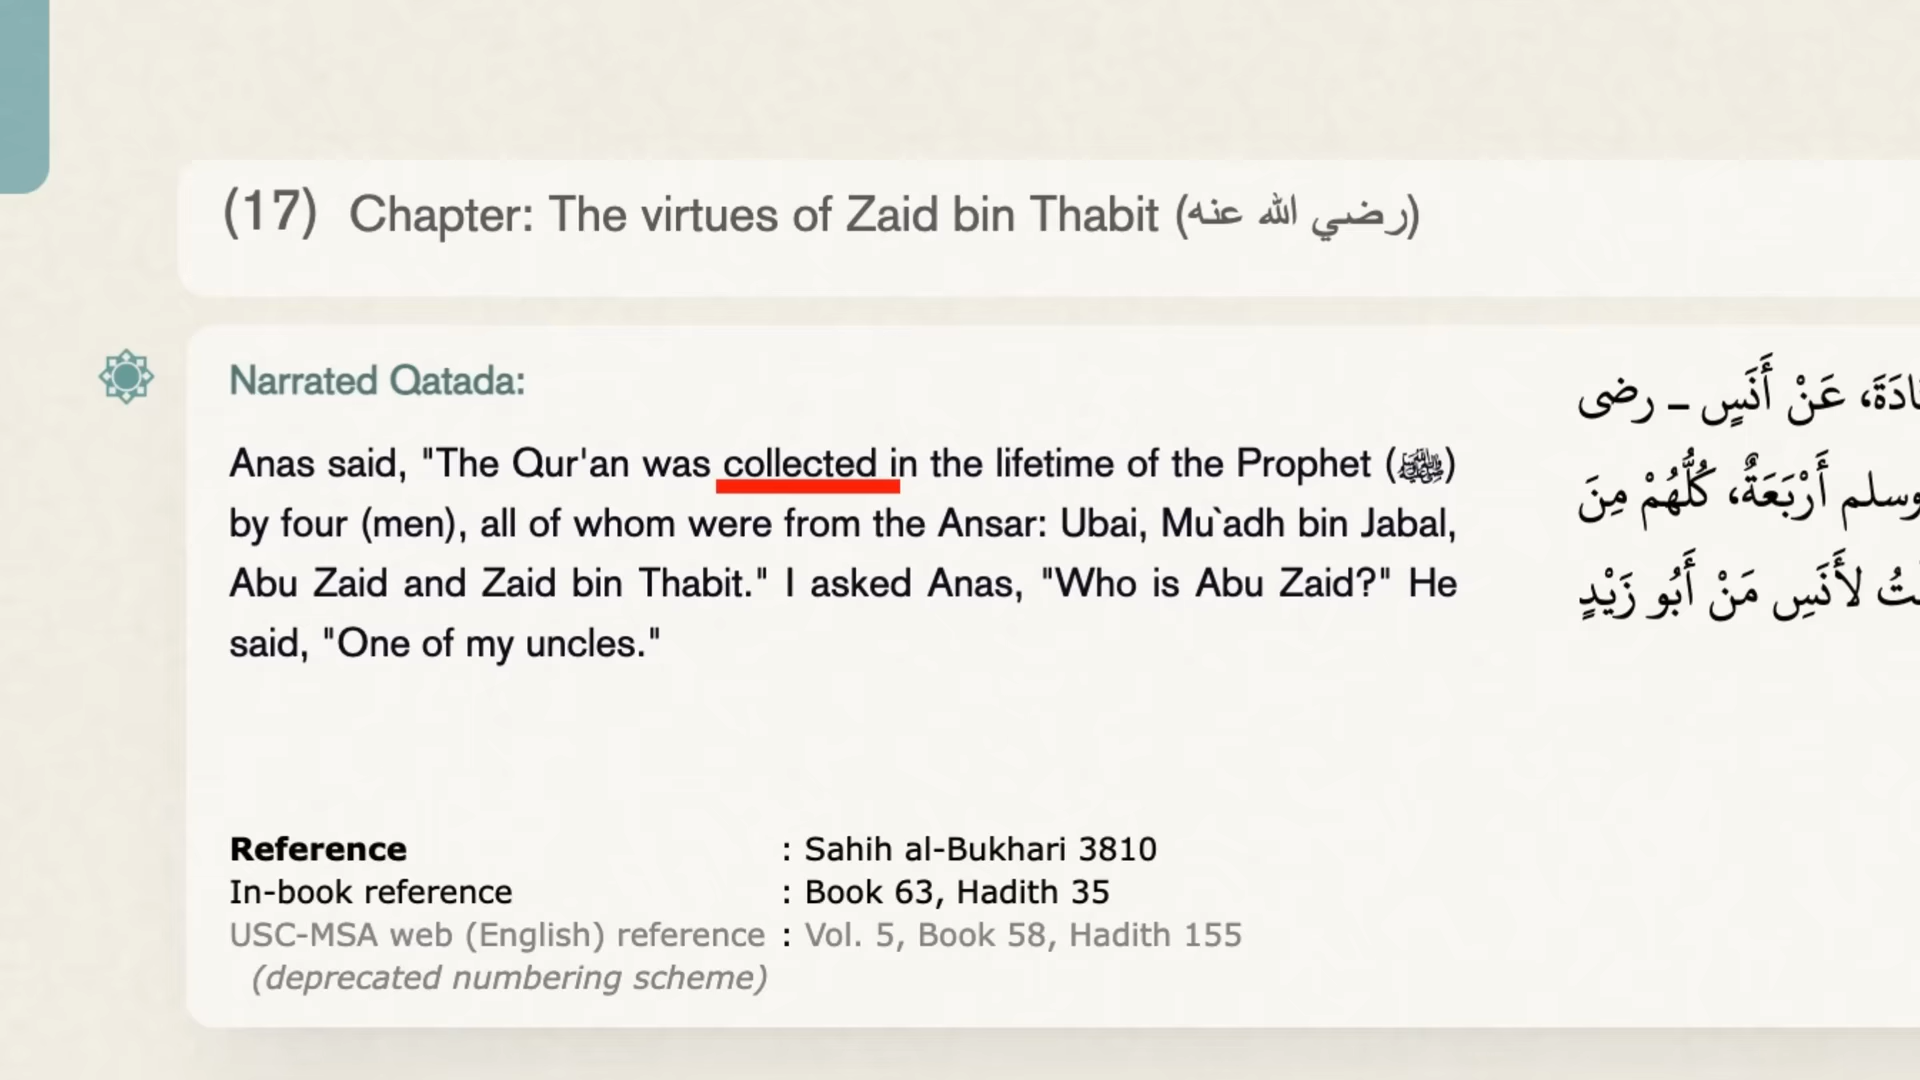 (17) Chapter: The virtues of Zaid bin Thabit (رضي الله عنه)
Narrated Qatada:
Anas said, "The Qur'an was collected in the lifetime of the Prophet (ﷺ)
by four (men), all of whom were from the Ansar: Ubai, Mu`adh bin Jabal,
Abu Zaid and Zaid bin Thabit." I asked Anas, "Who is Abu Zaid?" He
said, "One of my uncles."
عَنْ أَنَسٍ ـ رضى
وسلم أَرْبَعَةٌ، كُلُّهُمْ مِنَ
لأَنَسٍ مَنْ أَبُو زَيْدٍ
Reference : Sahih al-Bukhari 3810
In-book reference : Book 63, Hadith 35
USC-MSA web (English) reference : Vol. 5, Book 58, Hadith 155
(deprecated numbering scheme)